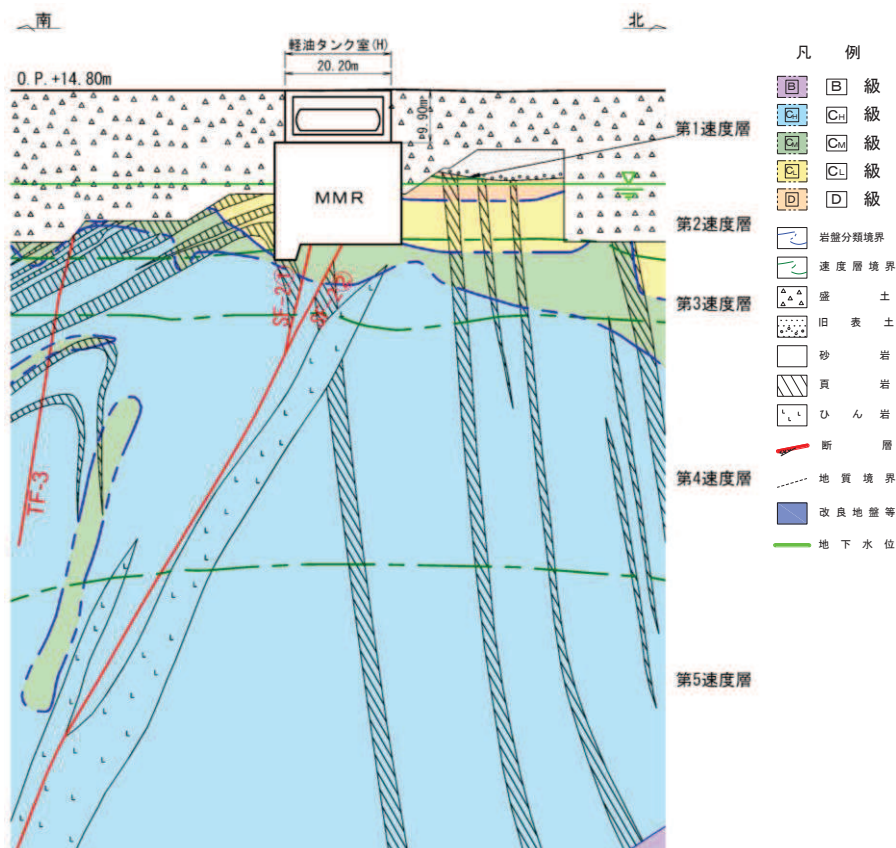 南
北
軽油タンク室(H)
20.20m
O.P.+14.80m
9.90m
MMR
第1速度層
第2速度層
第3速度層
第4速度層
第5速度層
TF-3
凡 例
B B 級
CH CH 級
CM CM 級
CL CL 級
D D 級
岩盤分類境界
速度層境界
盛 土
旧 表 土
砂 岩
頁 岩
ひ ん 岩
断 層
地 質 境 界
改 良 地 盤 等
地 下 水 位